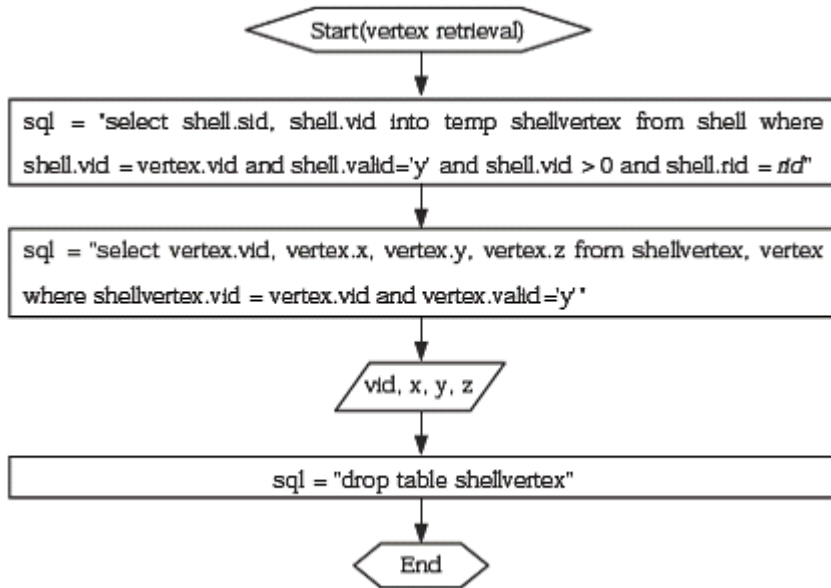 Start(vertex retrieval)
sql = "select shell.sid, shell.vid into temp shellvertex from shell where
shell.vid = vertex.vid and shell.valid='y' and shell.vid > 0 and shell.rid = rid"
sql = "select vertex.vid, vertex.x, vertex.y, vertex.z from shellvertex, vertex
where shellvertex.vid = vertex.vid and vertex.valid='y' "
vid, x, y, z
sql = "drop table shellvertex"
End